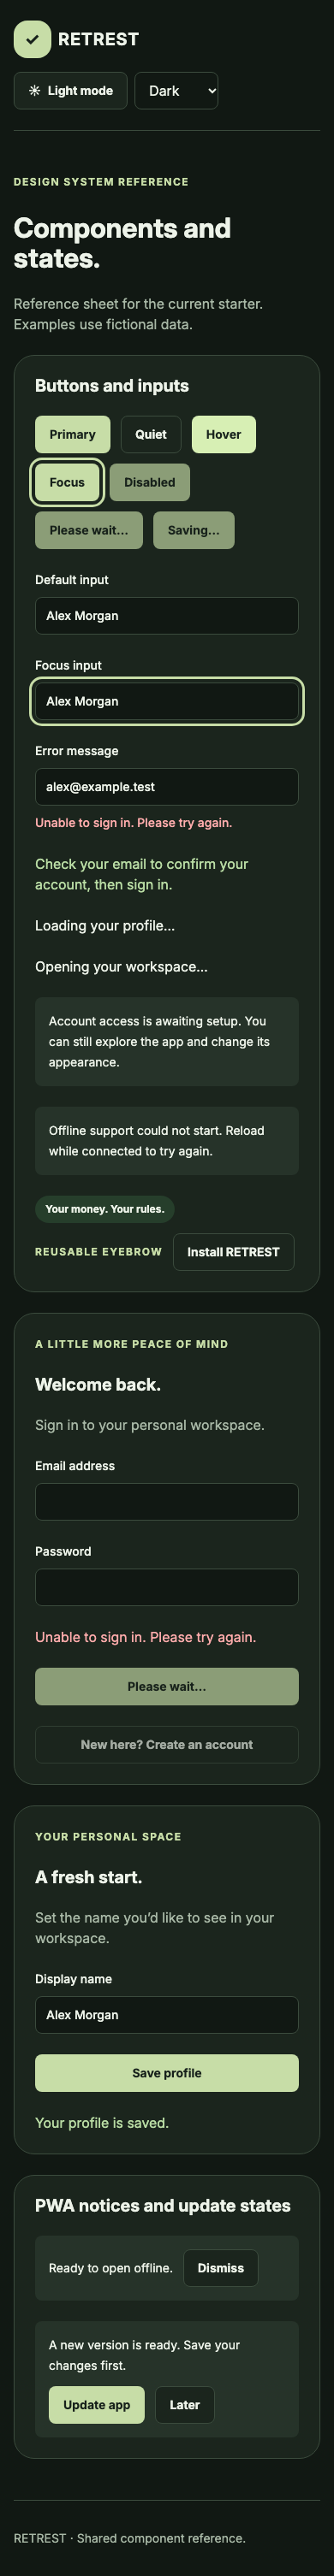 ✓ RETREST
☀ Light mode Dark
DESIGN SYSTEM REFERENCE
Components and
states.
Reference sheet for the current starter.
Examples use fictional data.
Buttons and inputs
Primary Quiet Hover
Focus Disabled
Please wait... Saving...
Default input
Alex Morgan
Focus input
Alex Morgan
Error message
alex@example.test
Unable to sign in. Please try again.
Check your email to confirm your
account, then sign in.
Loading your profile...
Opening your workspace...
Account access is awaiting setup. You
can still explore the app and change its
appearance.
Offline support could not start. Reload
while connected to try again.
Your money. Your rules.
REUSABLE EYEBROW Install RETREST
A LITTLE MORE PEACE OF MIND
Welcome back.
Sign in to your personal workspace.
Email address
Password
Unable to sign in. Please try again.
Please wait...
New here? Create an account
YOUR PERSONAL SPACE
A fresh start.
Set the name you’d like to see in your
workspace.
Display name
Alex Morgan
Save profile
Your profile is saved.
PWA notices and update states
Ready to open offline. Dismiss
A new version is ready. Save your
changes first.
Update app Later
RETREST · Shared component reference.